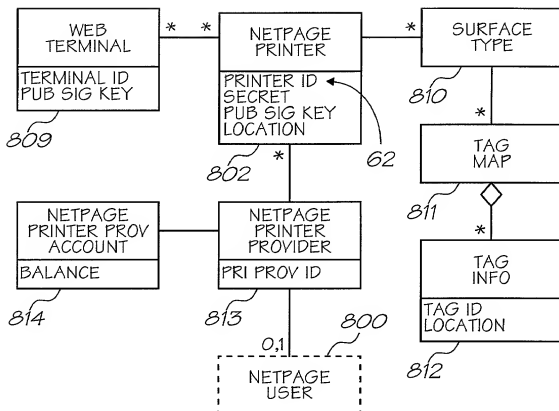 WEB
TERMINAL
TERMINAL ID
PUB SIG KEY
809
* *
NETPAGE
PRINTER
PRINTER ID
SECRET
PUB SIG KEY
LOCATION
802
62
*
*
SURFACE
TYPE
810
*
TAG
MAP
811
*
TAG
INFO
TAG ID
LOCATION
812
NETPAGE
PRINTER PROV
ACCOUNT
BALANCE
814
NETPAGE
PRINTER
PROVIDER
PRI PROV ID
813
0,1
800
NETPAGE
USER